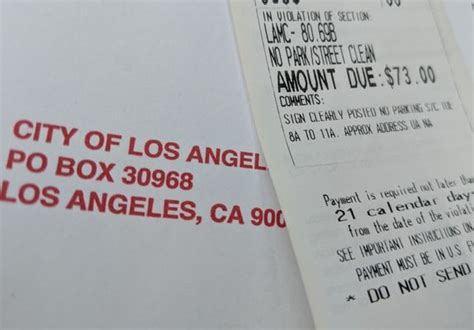 CITY OF LOS ANGEL
PO BOX 30968
LOS ANGELES, CA 900
IN VIOLATION OF SECTION:
LAMC- 80.69B
NO PARK/STREET CLEAN
AMOUNT DUE: $73.00
COMMENTS:
SIGN CLEARLY POSTED NO PARKING S/C TUE
8A TO 11A. APPROX ADDRESS UA NA
Payment is required not later tha
21 calendar day
from the date of the viola
SEE IMPORTANT INSTRUCTIONS ON
PAYMENT MUST BE IN U.S. F
* DO NOT SEND